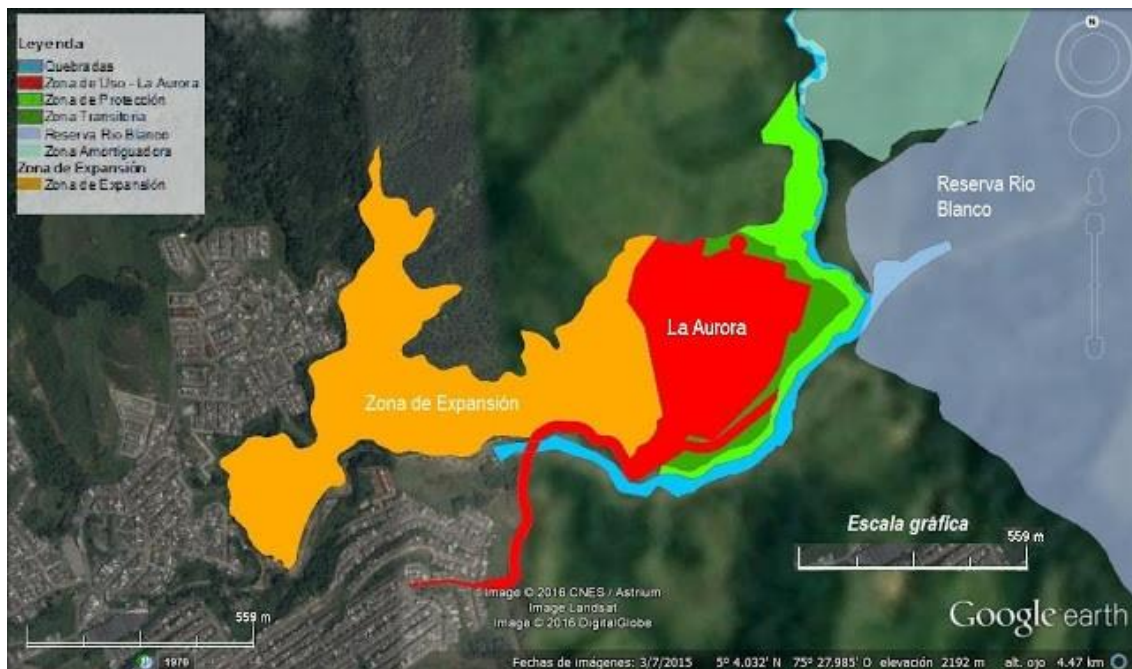 Leyenda
Quebradas
Zona de Uso - La Aurora
Zona de Protección
Zona Transitoria
Reserva Rio Blanco
Zona Amortiguadora
Zona de Expansión
Zona de Expansión
N
Reserva Rio
Blanco
La Aurora
Zona de Expansión
Escala gráfica
559 m
Image © 2016 CNES / Astrium
Image Landsat
Image © 2016 DigitalGlobe
559 m
Google earth
1970
Fechas de imágenes: 3/7/2015 5° 4.032' N 75° 27.985' O elevación 2192 m alt. ojo 4.47 km